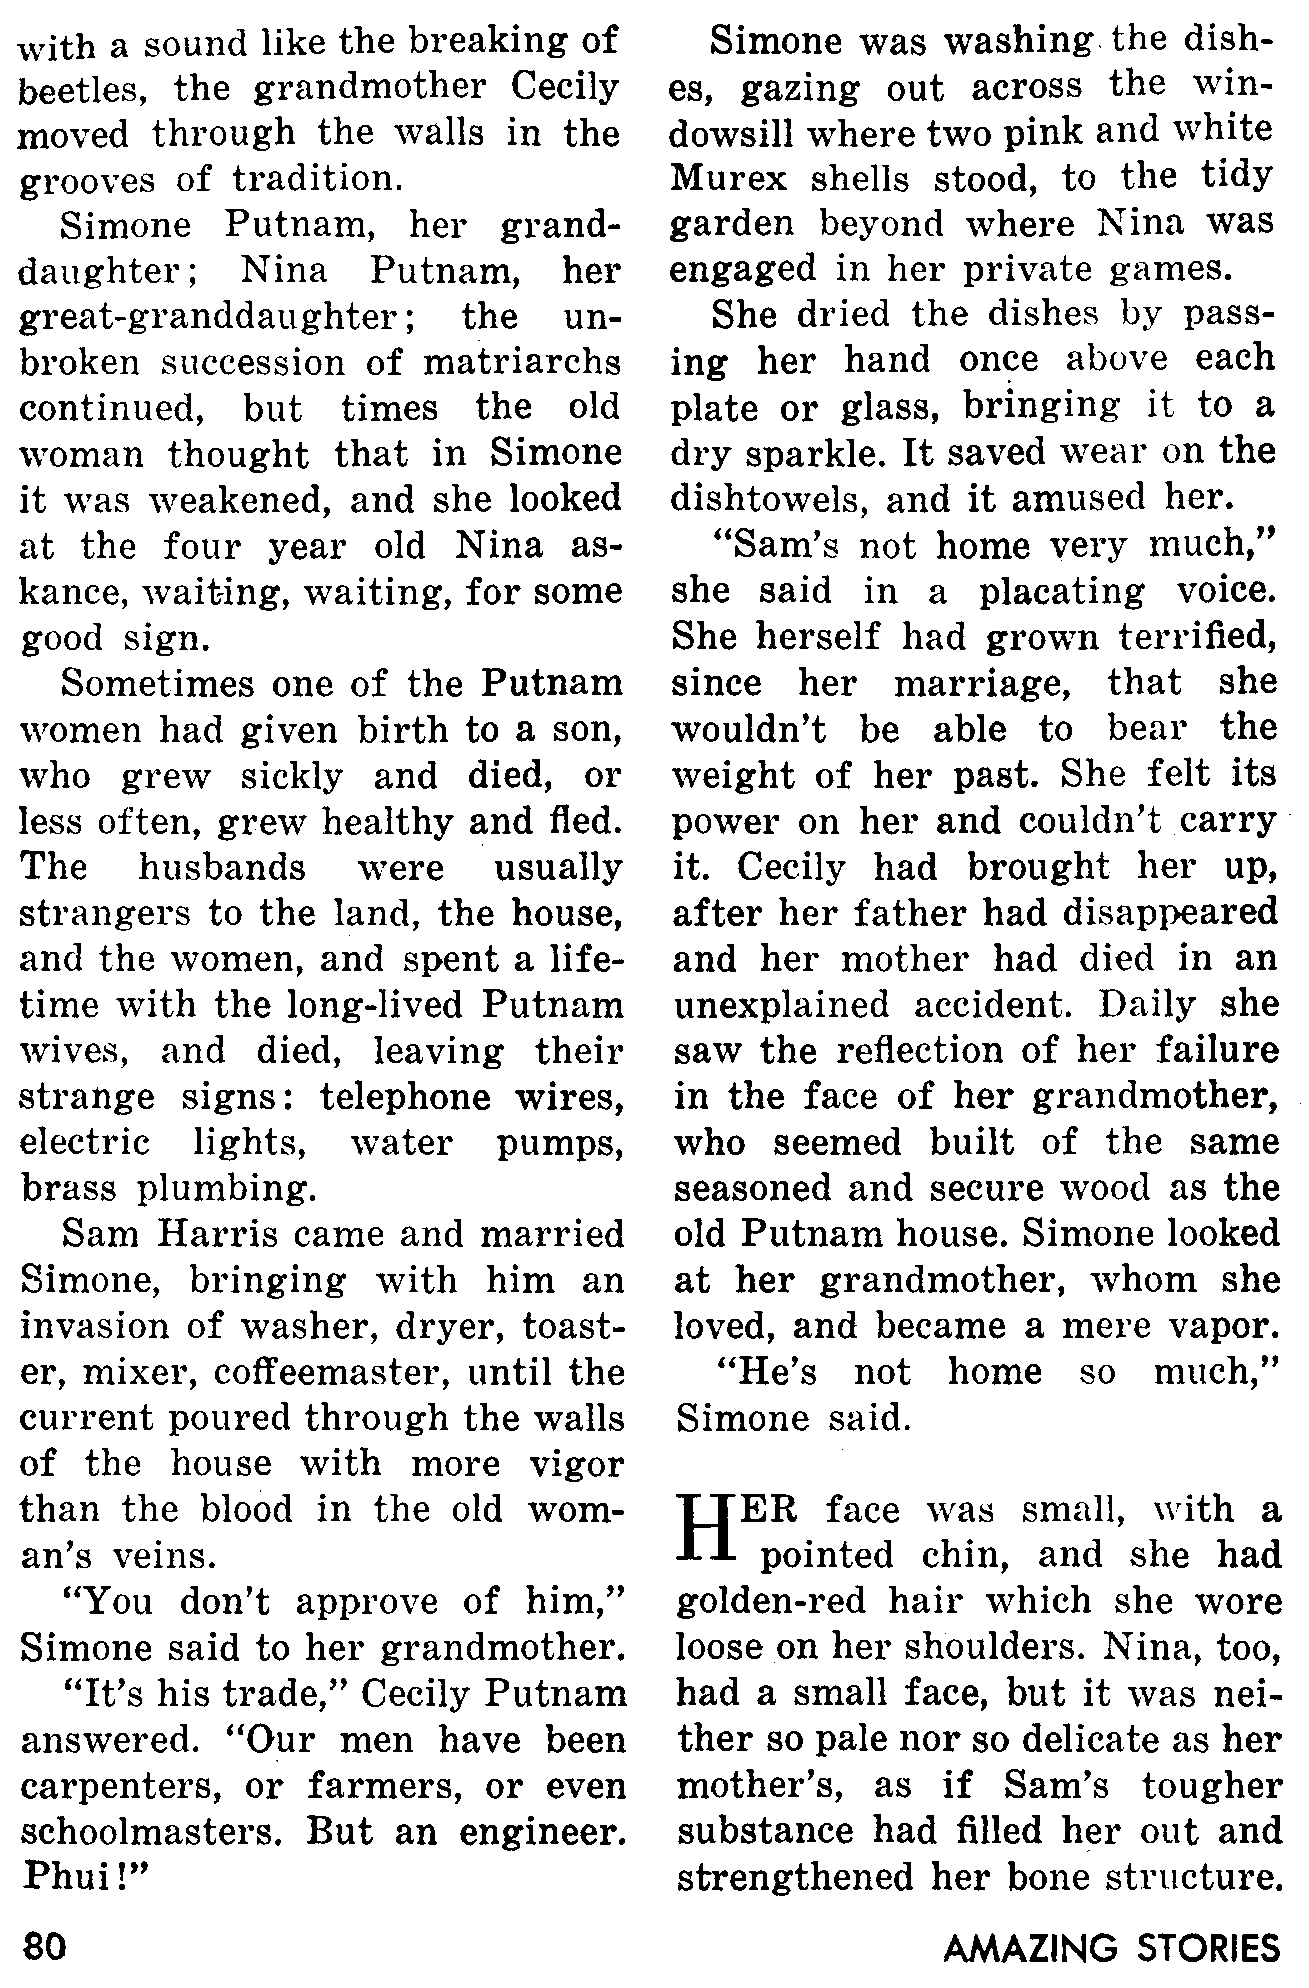 with a sound like the breaking of
beetles, the grandmother Cecily
moved through the walls in the
grooves of tradition.
Simone Putnam, her grand-
daughter; Nina Putnam, her
great-granddaughter; the un-
broken succession of matriarchs
continued, but times the old
woman thought that in Simone
it was weakened, and she looked
at the four year old Nina as-
kance, waiting, waiting, for some
good sign.
Sometimes one of the Putnam
women had given birth to a son,
who grew sickly and died, or
less often, grew healthy and fled.
The husbands were usually
strangers to the land, the house,
and the women, and spent a life-
time with the long-lived Putnam
wives, and died, leaving their
strange signs: telephone wires,
electric lights, water pumps,
brass plumbing.
Sam Harris came and married
Simone, bringing with him an
invasion of washer, dryer, toast-
er, mixer, coffeemaster, until the
current poured through the walls
of the house with more vigor
than the blood in the old wom-
an's veins.
"You don't approve of him,"
Simone said to her grandmother.
"It's his trade," Cecily Putnam
answered. "Our men have been
carpenters, or farmers, or even
schoolmasters. But an engineer.
Phui!"
Simone was washing the dish-
es, gazing out across the win-
dowsill where two pink and white
Murex shells stood, to the tidy
garden beyond where Nina was
engaged in her private games.
She dried the dishes by pass-
ing her hand once above each
plate or glass, bringing it to a
dry sparkle. It saved wear on the
dishtowels, and it amused her.
"Sam's not home very much,"
she said in a placating voice.
She herself had grown terrified,
since her marriage, that she
wouldn't be able to bear the
weight of her past. She felt its
power on her and couldn't carry
it. Cecily had brought her up,
after her father had disappeared
and her mother had died in an
unexplained accident. Daily she
saw the reflection of her failure
in the face of her grandmother,
who seemed built of the same
seasoned and secure wood as the
old Putnam house. Simone looked
at her grandmother, whom she
loved, and became a mere vapor.
"He's not home so much,"
Simone said.
HER face was small, with a
pointed chin, and she had
golden-red hair which she wore
loose on her shoulders. Nina, too,
had a small face, but it was nei-
ther so pale nor so delicate as her
mother's, as if Sam's tougher
substance had filled her out and
strengthened her bone structure.
80
AMAZING STORIES